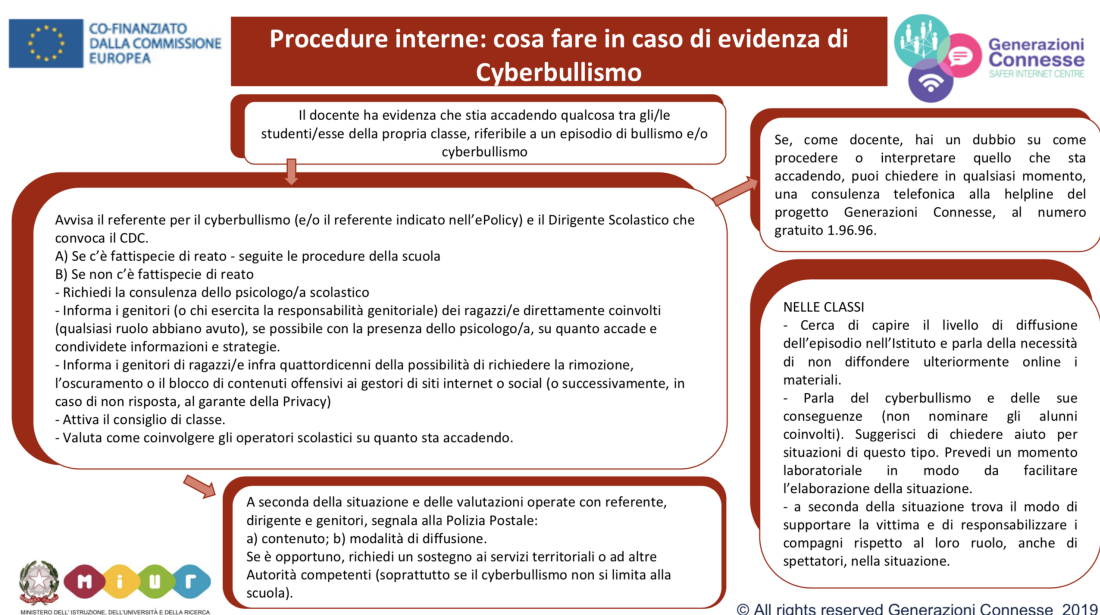 CO-FINANZIATO
DALLA COMMISSIONE
EUROPEA
Procedure interne: cosa fare in caso di evidenza di
Cyberbullismo
Generazioni
Connesse
SAFER INTERNET CENTRE
Il docente ha evidenza che stia accadendo qualcosa tra gli/le
studenti/esse della propria classe, riferibile a un episodio di bullismo e/o
cyberbullismo
Avvisa il referente per il cyberbullismo (e/o il referente indicato nell'ePolicy) e il Dirigente Scolastico che
convoca il CDC.
A) Se c'è fattispecie di reato - seguite le procedure della scuola
B) Se non c'è fattispecie di reato
- Richiedi la consulenza dello psicologo/a scolastico
- Informa i genitori (o chi esercita la responsabilità genitoriale) dei ragazzi/e direttamente coinvolti
(qualsiasi ruolo abbiano avuto), se possibile con la presenza dello psicologo/a, su quanto accade e
condividete informazioni e strategie.
- Informa i genitori di ragazzi/e infra quattordicenni della possibilità di richiedere la rimozione,
l'oscuramento o il blocco di contenuti offensivi ai gestori di siti internet o social (o successivamente, in
caso di non risposta, al garante della Privacy)
- Attiva il consiglio di classe.
- Valuta come coinvolgere gli operatori scolastici su quanto sta accadendo.
Se, come docente, hai un dubbio su come
procedere o interpretare quello che sta
accadendo, puoi chiedere in qualsiasi momento,
una consulenza telefonica alla helpline del
progetto Generazioni Connesse, al numero
gratuito 1.96.96.
NELLE CLASSI
- Cerca di capire il livello di diffusione
dell'episodio nell'Istituto e parla della necessità
di non diffondere ulteriormente online i
materiali.
- Parla del cyberbullismo e delle sue
conseguenze (non nominare gli alunni
coinvolti). Suggerisci di chiedere aiuto per
situazioni di questo tipo. Prevedi un momento
laboratoriale in modo da facilitare
l'elaborazione della situazione.
- a seconda della situazione trova il modo di
supportare la vittima e di responsabilizzare i
compagni rispetto al loro ruolo, anche di
spettatori, nella situazione.
A seconda della situazione e delle valutazioni operate con referente,
dirigente e genitori, segnala alla Polizia Postale:
a) contenuto; b) modalità di diffusione.
Se è opportuno, richiedi un sostegno ai servizi territoriali o ad altre
Autorità competenti (soprattutto se il cyberbullismo non si limita alla
scuola).
MIUR
MINISTERO DELL'ISTRUZIONE, DELL'UNIVERSITÀ E DELLA RICERCA
© All rights reserved Generazioni Connesse 2019